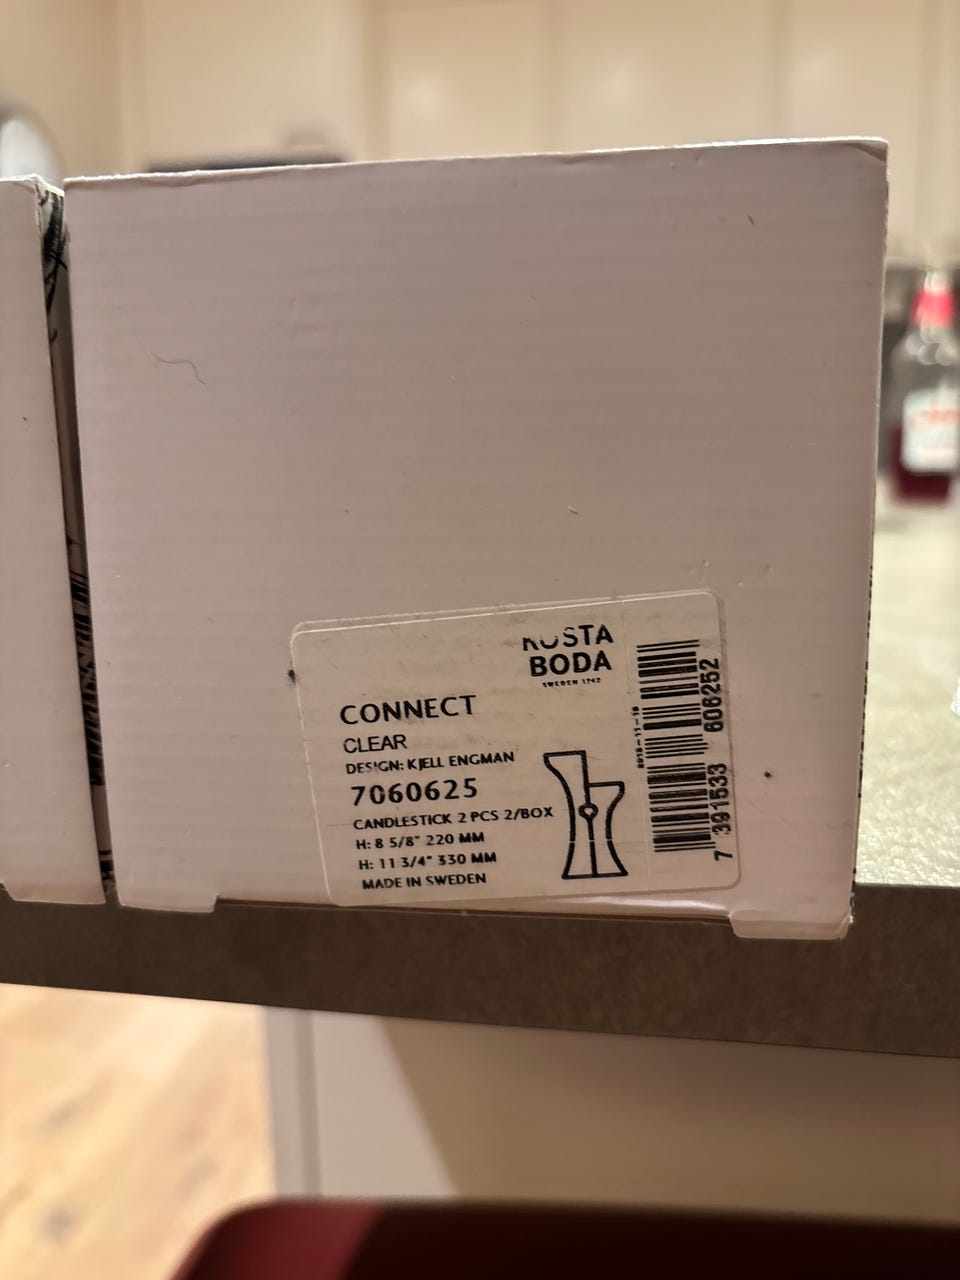 KOSTA
BODA
SWEDEN 1742
CONNECT
CLEAR
DESIGN: KJELL ENGMAN
7060625
CANDLESTICK 2 PCS 2/BOX
H: 8 5/8" 220 MM
H: 11 3/4" 330 MM
MADE IN SWEDEN
7 391533 606252